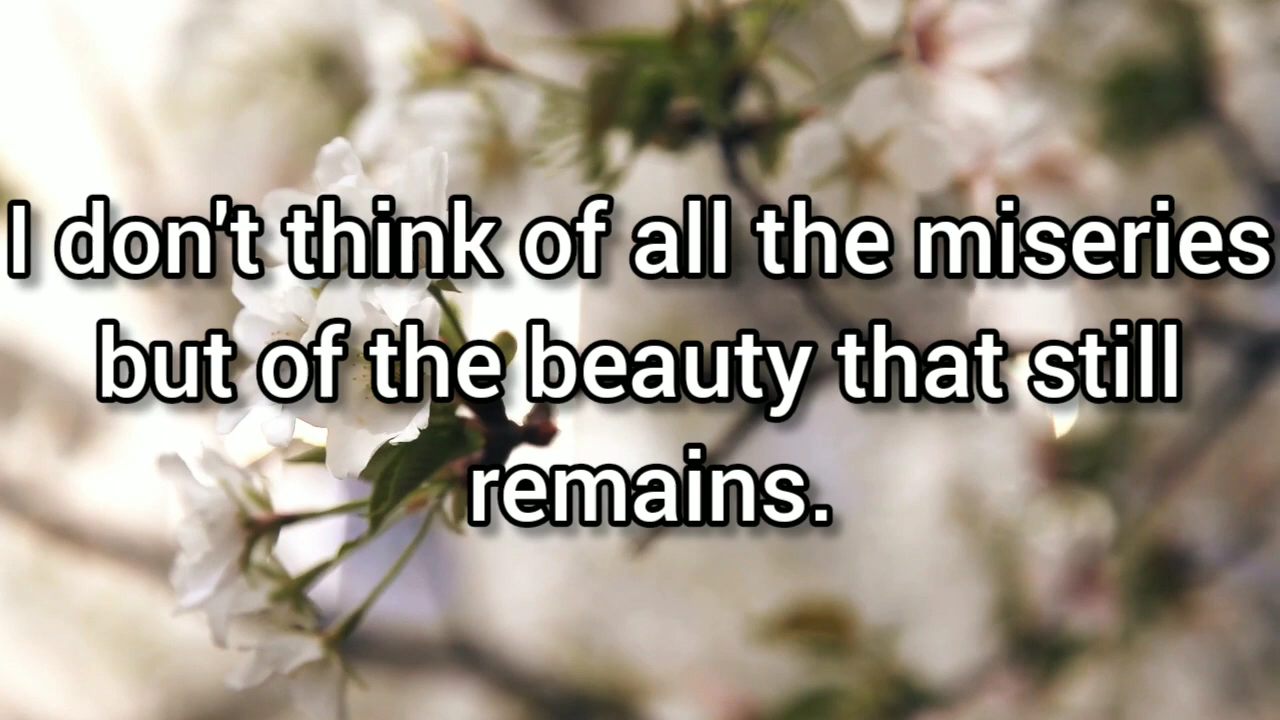 I don't think of all the miseries
but of the beauty that still
remains.